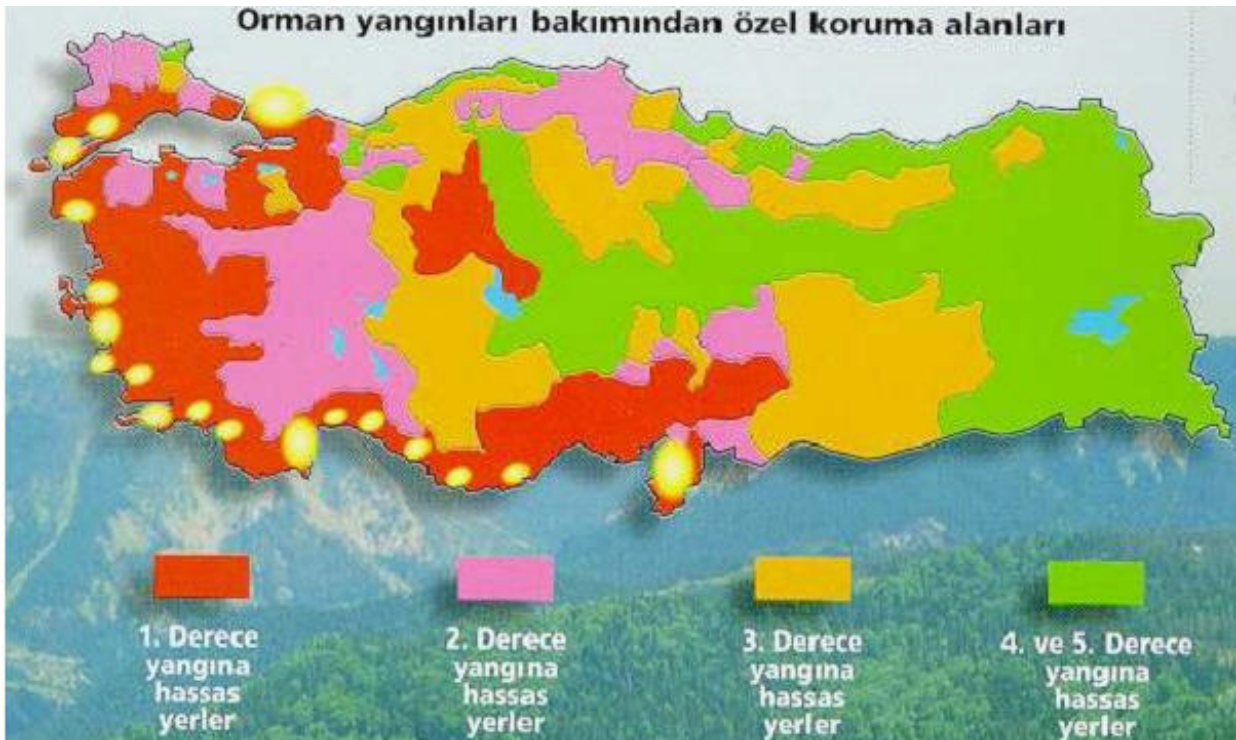 Orman yangınları bakımından özel koruma alanları
1. Derece
yangına
hassas
yerler
2. Derece
yangına
hassas
yerler
3. Derece
yangına
hassas
yerler
4. ve 5. Derece
yangına
hassas
yerler